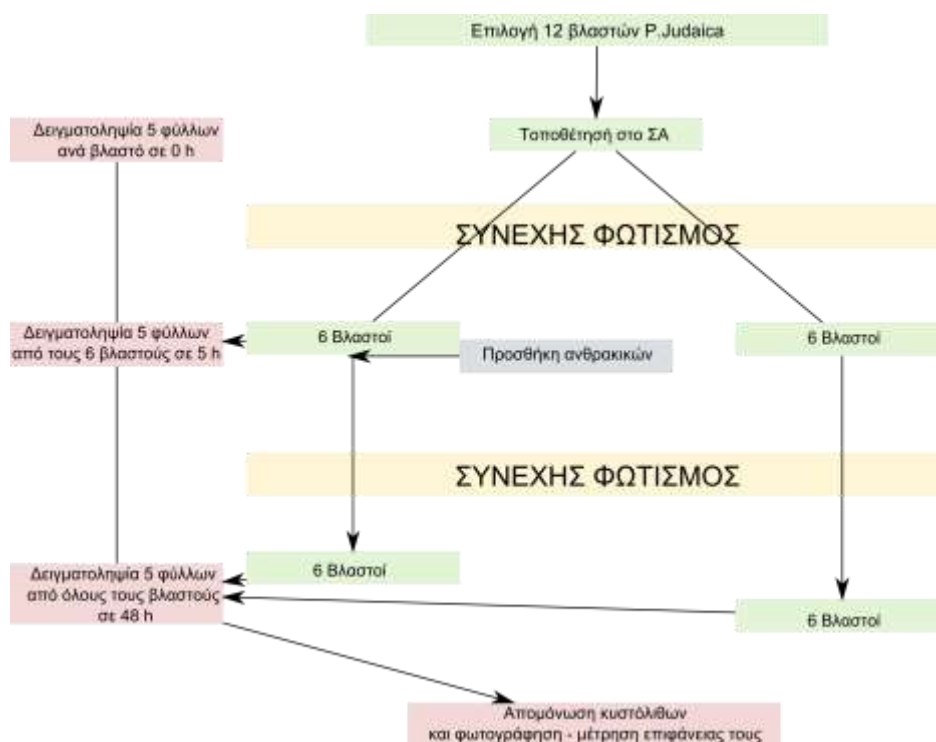 Επιλογή 12 βλαστών P.Judaica
Δειγματοληψία 5 φύλλων
ανά βλαστό σε 0 h
Τοποθέτησή στο ΣΑ
ΣΥΝΕΧΗΣ ΦΩΤΙΣΜΟΣ
Δειγματοληψία 5 φύλλων
από τους 6 βλαστούς σε 5 h
6 Βλαστοί
Προσθήκη ανθρακικών
6 Βλαστοί
ΣΥΝΕΧΗΣ ΦΩΤΙΣΜΟΣ
Δειγματοληψία 5 φύλλων
από όλους τους βλαστούς
σε 48 h
6 Βλαστοί
6 Βλαστοί
Απομόνωση κυστόλιθων
και φωτογράφηση - μέτρηση επιφάνειας τους